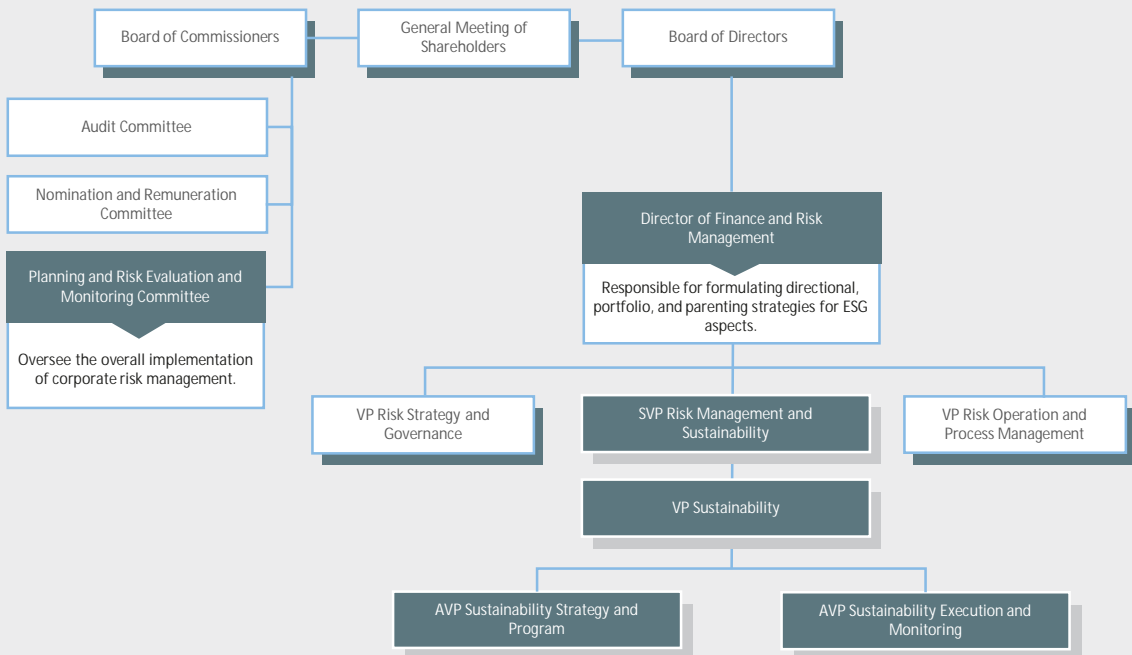 Board of Commissioners
General Meeting of
Shareholders
Board of Directors
Audit Committee
Nomination and Remuneration
Committee
Planning and Risk Evaluation and
Monitoring Committee
Oversee the overall implementation
of corporate risk management.
Director of Finance and Risk
Management
Responsible for formulating directional,
portfolio, and parenting strategies for ESG
aspects.
VP Risk Strategy and
Governance
SVP Risk Management and
Sustainability
VP Risk Operation and
Process Management
VP Sustainability
AVP Sustainability Strategy and
Program
AVP Sustainability Execution and
Monitoring